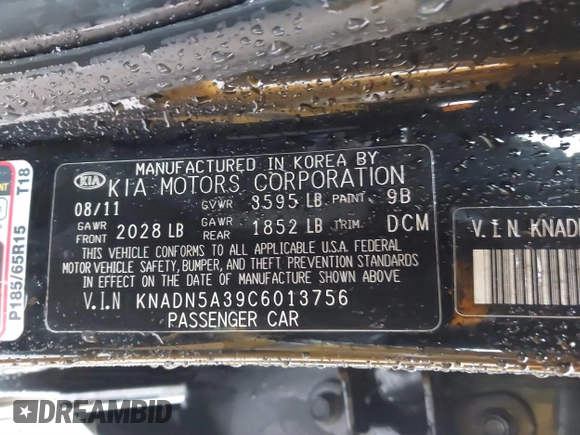 MANUFACTURED IN KOREA BY
KIA KIA MOTORS CORPORATION
08/11 GVWR 3595 LB PAINT 9B
GAWR FRONT 2028 LB GAWR REAR 1852 LB TRIM. DCM
THIS VEHICLE CONFORMS TO ALL APPLICABLE U.S.A. FEDERAL
MOTOR VEHICLE SAFETY, BUMPER, AND THEFT PREVENTION STANDARDS
IN EFFECT ON THE DATE OF MANUFACTURE SHOWN ABOVE.
V.I.N KNADN5A39C6013756
PASSENGER CAR
V.I.N. KNADN
P185/65R15 T18
DREAMBID